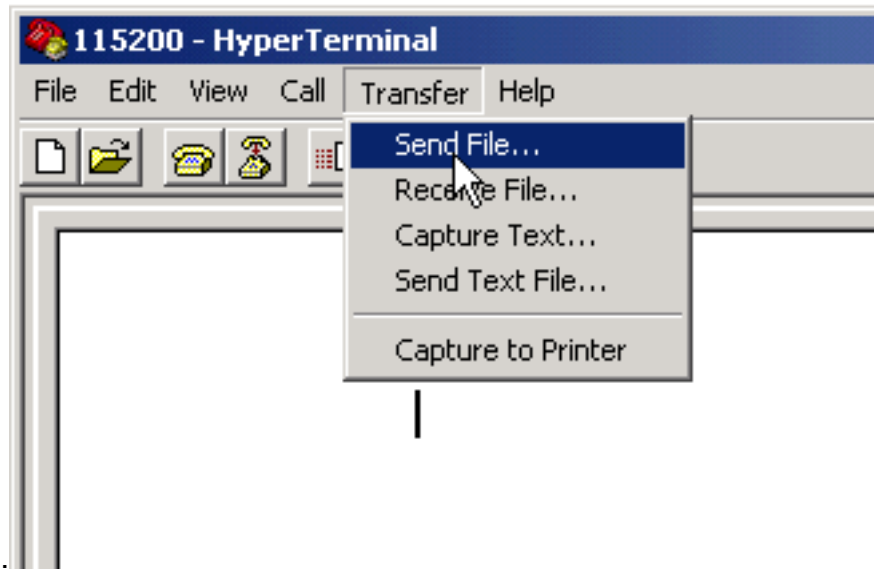 115200 - HyperTerminal
File Edit View Call Transfer Help
Send File...
Receive File...
Capture Text...
Send Text File...
Capture to Printer